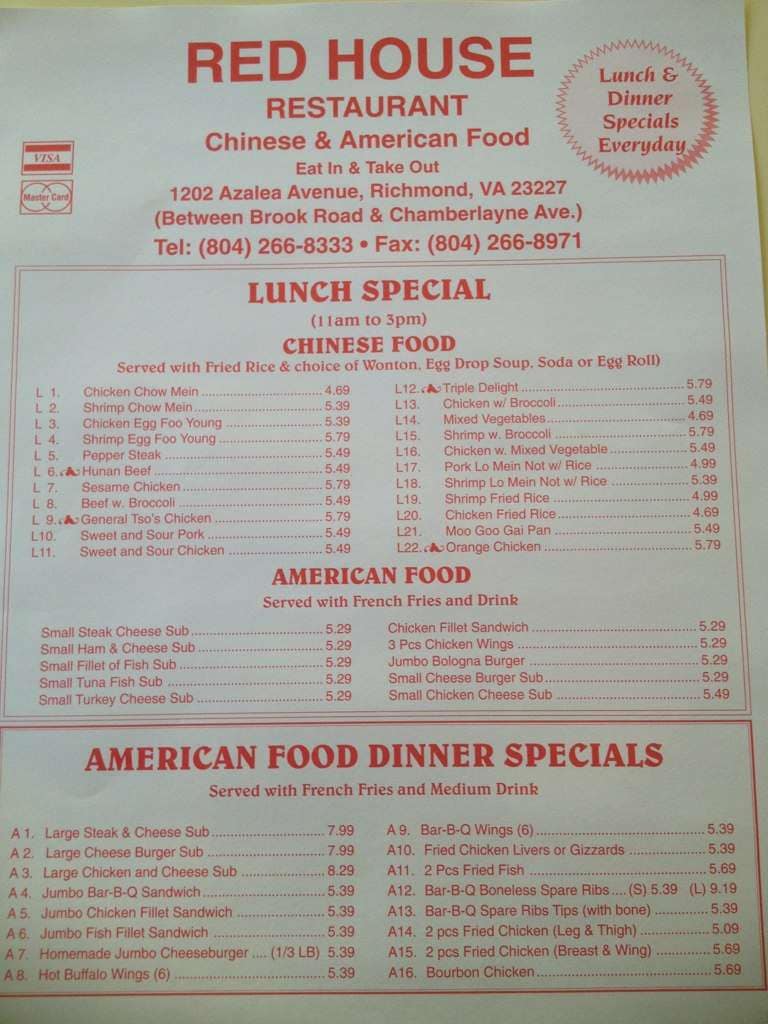 RED HOUSE
RESTAURANT
Chinese & American Food
Eat In & Take Out
1202 Azalea Avenue, Richmond, VA 23227
(Between Brook Road & Chamberlayne Ave.)
Tel: (804) 266-8333 • Fax: (804) 266-8971
VISA
Master Card
Lunch &
Dinner
Specials
Everyday
LUNCH SPECIAL
(11am to 3pm)
CHINESE FOOD
Served with Fried Rice & choice of Wonton, Egg Drop Soup, Soda or Egg Roll)
L 1. Chicken Chow Mein 4.69
L 2. Shrimp Chow Mein 5.39
L 3. Chicken Egg Foo Young 5.39
L 4. Shrimp Egg Foo Young 5.79
L 5. Pepper Steak 5.49
L 6. Hunan Beef 5.49
L 7. Sesame Chicken 5.79
L 8. Beef w. Broccoli 5.49
L 9. General Tso's Chicken 5.79
L10. Sweet and Sour Pork 5.49
L11. Sweet and Sour Chicken 5.49
L12. Triple Delight 5.79
L13. Chicken w/ Broccoli 5.49
L14. Mixed Vegetables 4.69
L15. Shrimp w. Broccoli 5.79
L16. Chicken w. Mixed Vegetable 5.49
L17. Pork Lo Mein Not w/ Rice 4.99
L18. Shrimp Lo Mein Not w/ Rice 5.39
L19. Shrimp Fried Rice 4.99
L20. Chicken Fried Rice 4.69
L21. Moo Goo Gai Pan 5.49
L22. Orange Chicken 5.79
AMERICAN FOOD
Served with French Fries and Drink
Small Steak Cheese Sub 5.29
Small Ham & Cheese Sub 5.29
Small Fillet of Fish Sub 5.29
Small Tuna Fish Sub 5.29
Small Turkey Cheese Sub 5.29
Chicken Fillet Sandwich 5.29
3 Pcs Chicken Wings 5.29
Jumbo Bologna Burger 5.29
Small Cheese Burger Sub 5.29
Small Chicken Cheese Sub 5.49
AMERICAN FOOD DINNER SPECIALS
Served with French Fries and Medium Drink
A 1. Large Steak & Cheese Sub 7.99
A 2. Large Cheese Burger Sub 7.99
A 3. Large Chicken and Cheese Sub 8.29
A 4. Jumbo Bar-B-Q Sandwich 5.39
A 5. Jumbo Chicken Fillet Sandwich 5.39
A 6. Jumbo Fish Fillet Sandwich 5.39
A 7. Homemade Jumbo Cheeseburger .... (1/3 LB) 5.39
A 8. Hot Buffalo Wings (6) 5.39
A 9. Bar-B-Q Wings (6) 5.39
A10. Fried Chicken Livers or Gizzards 5.39
A11. 2 Pcs Fried Fish 5.69
A12. Bar-B-Q Boneless Spare Ribs .... (S) 5.39 (L) 9.19
A13. Bar-B-Q Spare Ribs Tips (with bone) 5.39
A14. 2 pcs Fried Chicken (Leg & Thigh) 5.09
A15. 2 pcs Fried Chicken (Breast & Wing) 5.69
A16. Bourbon Chicken 5.69